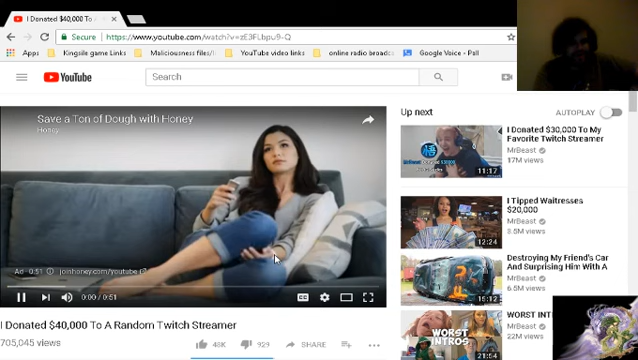 I Donated $40,000 To A
Secure
https://www.youtube.com/watch?v=zE3FLbpu9-Q
Kingsile game Links
Maliciousness files/
YouTube video links
online radio broadc
Google Voice - Pall
YouTube
Search
Save a Ton of Dough with Honey
Honey
Ad · 0:51
joinhoney.com/youtube
0:00 / 0:51
I Donated $40,000 To A Random Twitch Streamer
705,045 views
48K
929
SHARE
Up next
AUTOPLAY
I Donated $30,000 To My
Favorite Twitch Streamer
MrBeast
17M views
11:17
I Tipped Waitresses
$20,000
MrBeast
3.5M views
12:24
Destroying My Friend's Car
And Surprising Him With A
MrBeast
6.5M views
15:12
WORST INT
MrBeast
22M views
WORST
INTROS
21:54